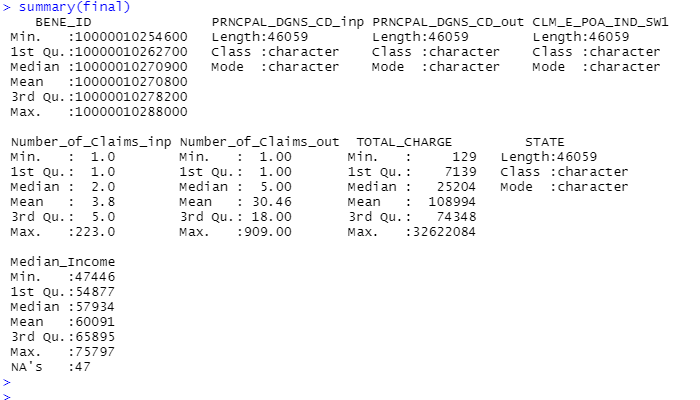 > summary(final)
BENE_ID PRNCPAL_DGNS_CD_inp PRNCPAL_DGNS_CD_out CLM_E_POA_IND_SW1
Min. :10000010254600 Length:46059 Length:46059 Length:46059
1st Qu.:10000010262700 Class :character Class :character Class :character
Median :10000010270900 Mode :character Mode :character Mode :character
Mean :10000010270800
3rd Qu.:10000010278200
Max. :10000010288000
Number_of_Claims_inp Number_of_Claims_out TOTAL_CHARGE STATE
Min. : 1.0 Min. : 1.00 Min. : 129 Length:46059
1st Qu.: 1.0 1st Qu.: 1.00 1st Qu.: 7139 Class :character
Median : 2.0 Median : 5.00 Median : 25204 Mode :character
Mean : 3.8 Mean : 30.46 Mean : 108994
3rd Qu.: 5.0 3rd Qu.: 18.00 3rd Qu.: 74348
Max. :223.0 Max. :909.00 Max. :32622084
Median_Income
Min. :47446
1st Qu.:54877
Median :57934
Mean :60091
3rd Qu.:65895
Max. :75797
NA's :47
>
>